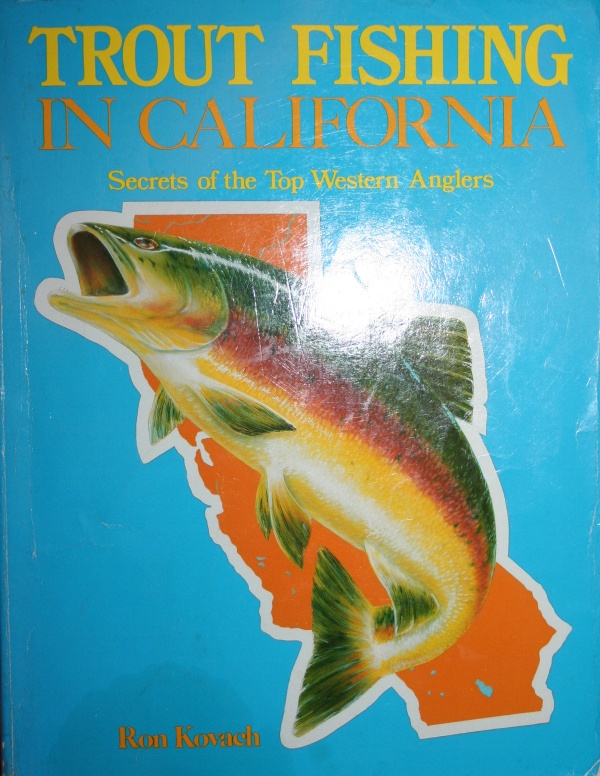 TROUT FISHING
IN CALIFORNIA
Secrets of the Top Western Anglers
Ron Kovach